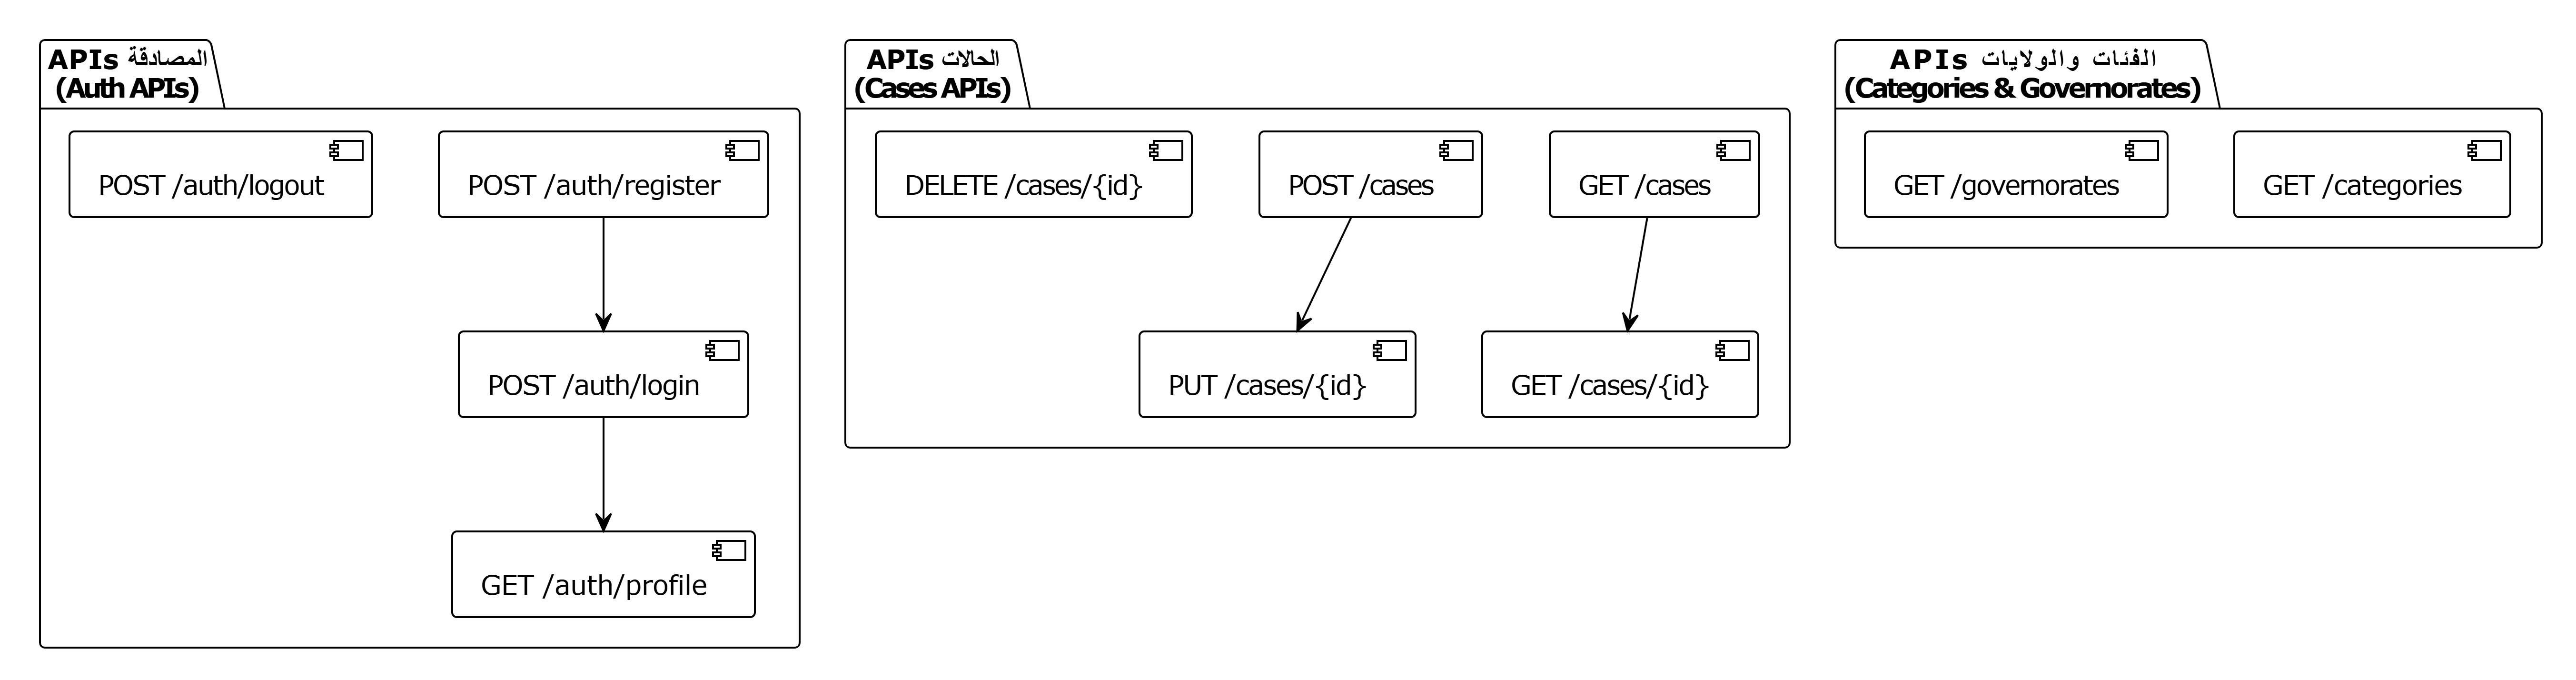 APIs المصادقة
(Auth APIs)
POST /auth/logout
POST /auth/register
POST /auth/login
GET /auth/profile
APIs الحالات
(Cases APIs)
DELETE /cases/{id}
POST /cases
GET /cases
PUT /cases/{id}
GET /cases/{id}
APIs الفئات والولايات
(Categories & Governorates)
GET /governorates
GET /categories